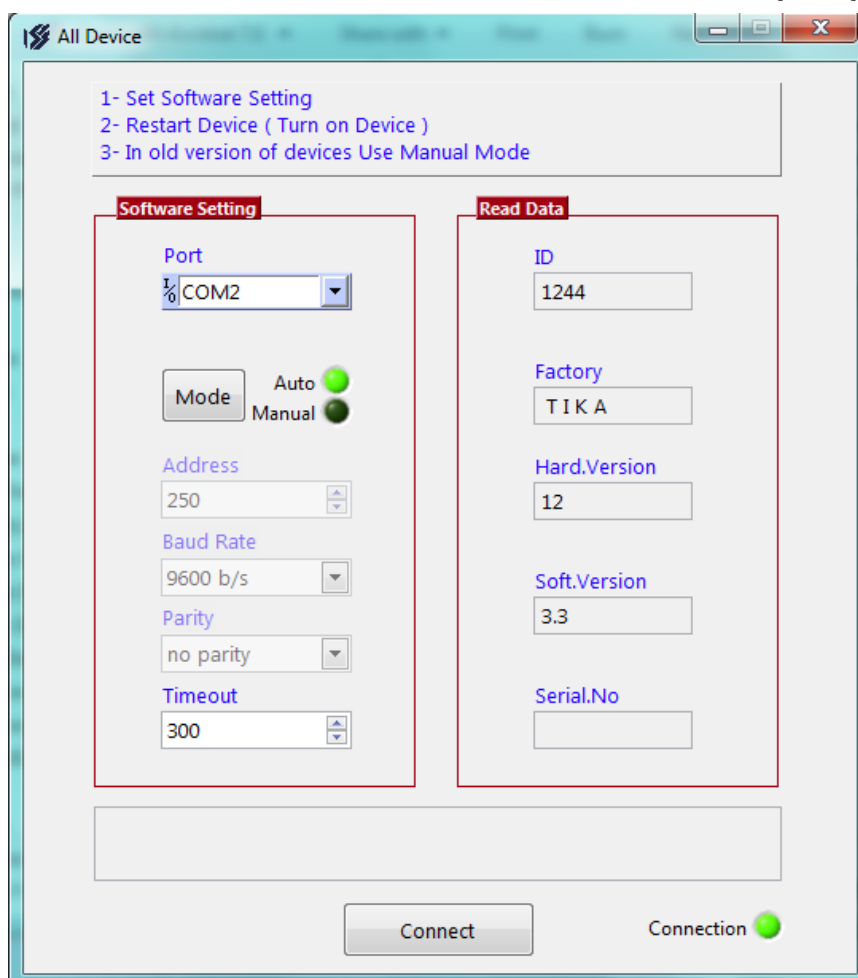 All Device
1- Set Software Setting
2- Restart Device ( Turn on Device )
3- In old version of devices Use Manual Mode
Software Setting
Port
COM2
Mode
Auto
Manual
Address
250
Baud Rate
9600 b/s
Parity
no parity
Timeout
300
Read Data
ID
1244
Factory
T I K A
Hard.Version
12
Soft.Version
3.3
Serial.No
Connect
Connection